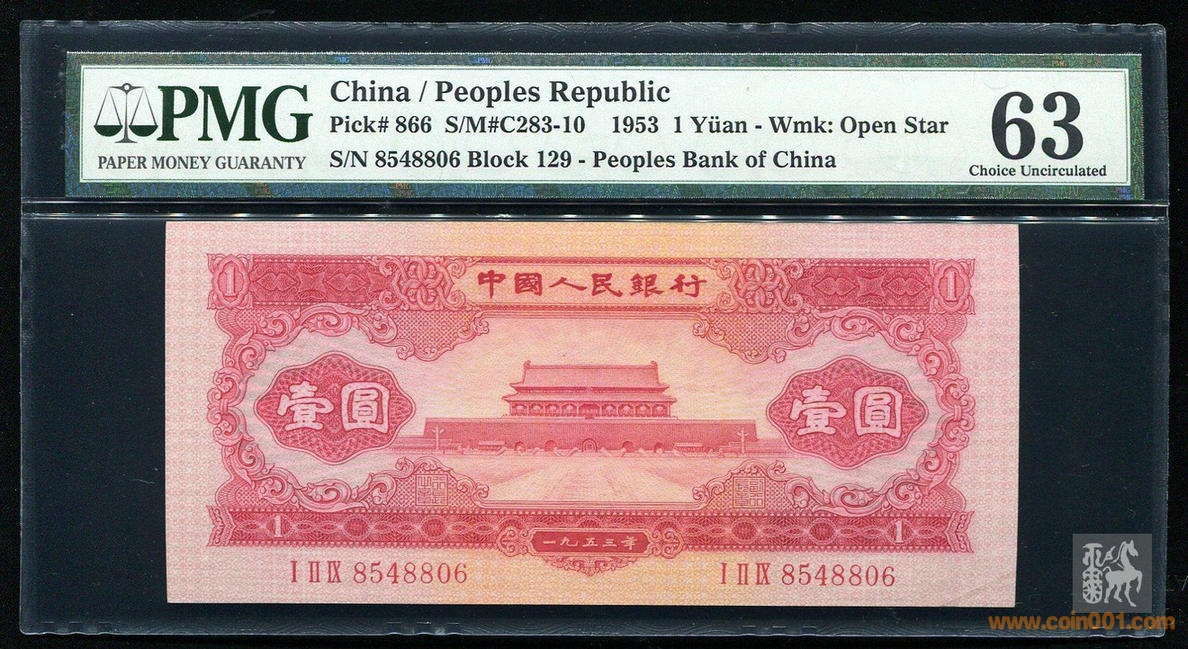 PMG
PAPER MONEY GUARANTY
China / Peoples Republic
Pick# 866 S/M#C283-10 1953 1 Yüan - Wmk: Open Star
S/N 8548806 Block 129 - Peoples Bank of China
63
Choice Uncirculated
1 中國人民銀行 1
壹圓 壹圓
1 1
一九五三年
I II IX 8548806 I II IX 8548806
www.coin001.com